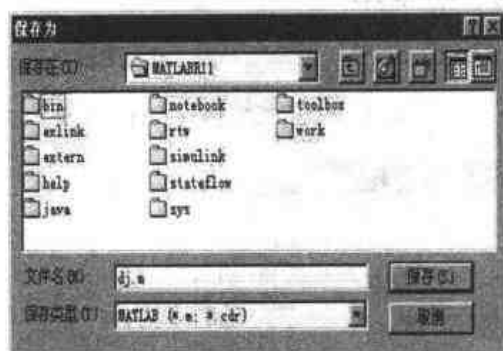 保存为
保存在(I): MATLABR11
bin notebook toolbox
exlink rtw work
extern simulink
help stateflow
java sys
文件名(N): dj.m 保存(S)
保存类型(T): MATLAB (*.m; *.cdr) 取消